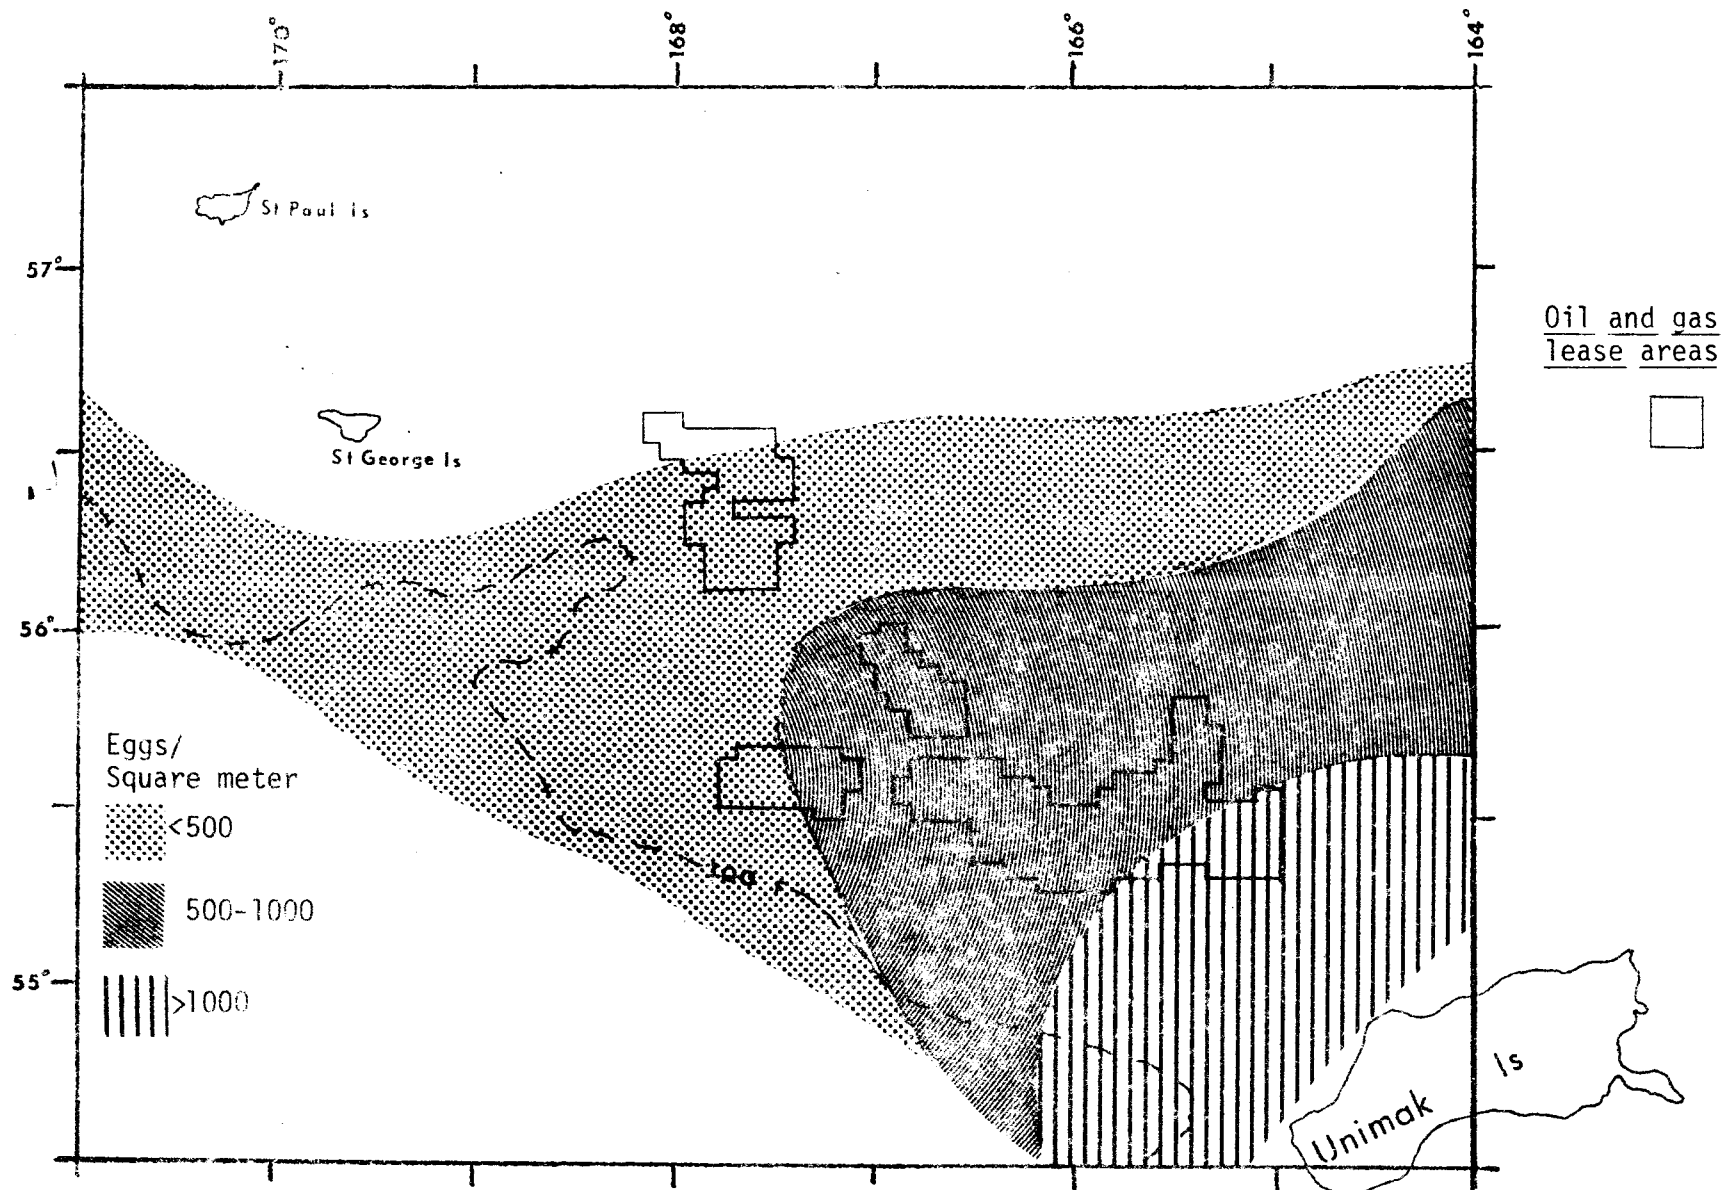 170°
168°
166°
164°
St Paul Is
57°
Oil and gas
lease areas
St George Is
56°
Eggs/
Square meter
<500
500-1000
>1000
55°
Unimak Is